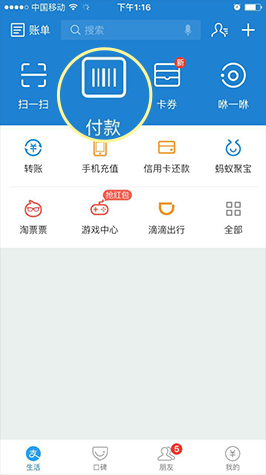 中国移动 下午1:16
账单 搜索
新
扫一扫 付款 卡券 咻一咻
转账 手机充值 信用卡还款 蚂蚁聚宝
抢红包
淘票票 游戏中心 滴滴出行 全部
5
生活 口碑 朋友 我的